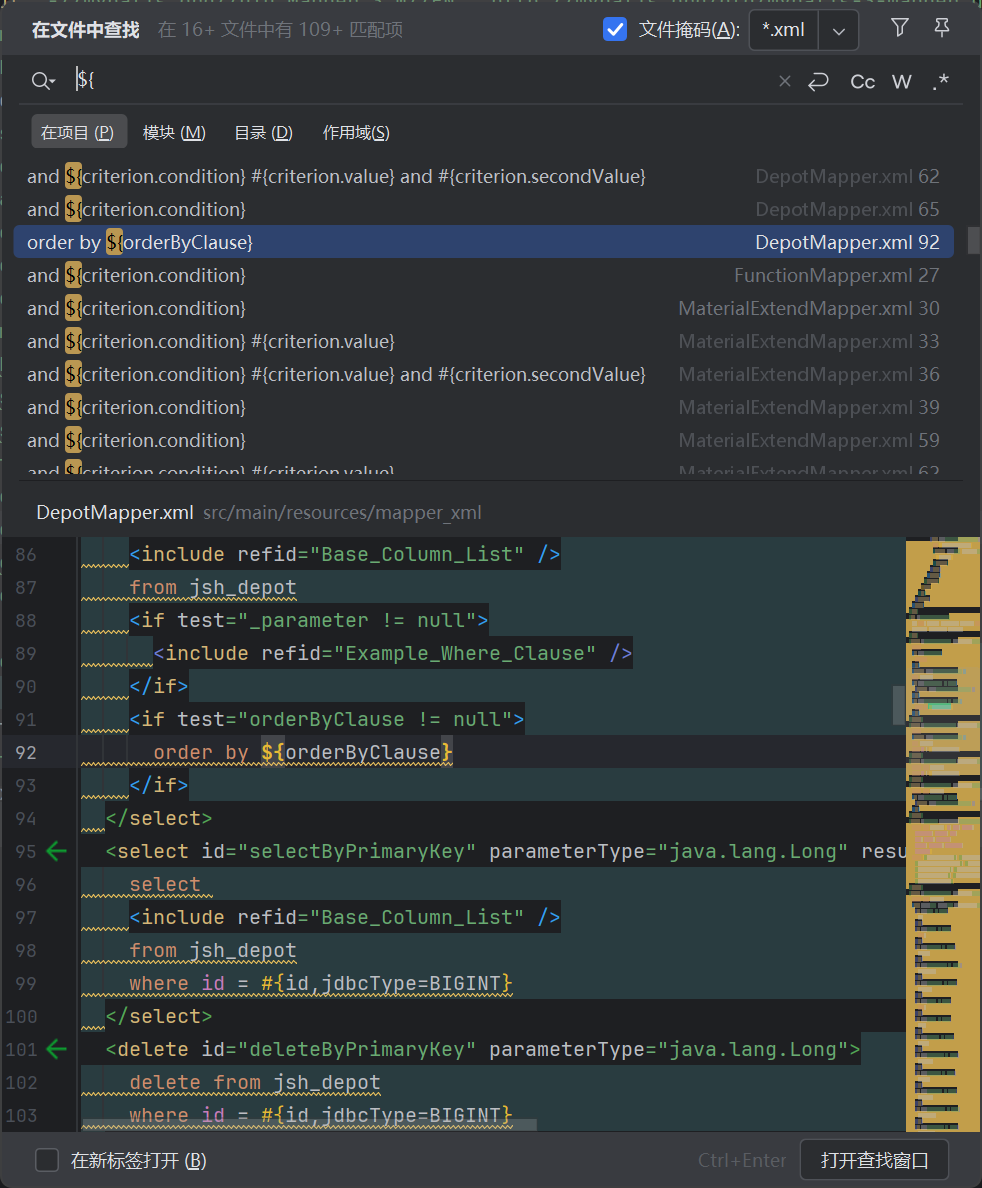 在文件中查找 在 16+ 文件中有 109+ 匹配项 文件掩码(A): *.xml
${ Cc W .*
在项目 (P) 模块 (M) 目录 (D) 作用域(S)
and ${criterion.condition} #{criterion.value} and #{criterion.secondValue} DepotMapper.xml 62
and ${criterion.condition} DepotMapper.xml 65
order by ${orderByClause} DepotMapper.xml 92
and ${criterion.condition} FunctionMapper.xml 27
and ${criterion.condition} MaterialExtendMapper.xml 30
and ${criterion.condition} #{criterion.value} MaterialExtendMapper.xml 33
and ${criterion.condition} #{criterion.value} and #{criterion.secondValue} MaterialExtendMapper.xml 36
and ${criterion.condition} MaterialExtendMapper.xml 39
and ${criterion.condition} MaterialExtendMapper.xml 59
and ${criterion.condition} #{criterion.value} MaterialExtendMapper.xml 62
DepotMapper.xml src/main/resources/mapper_xml
86 <include refid="Base_Column_List" />
87 from jsh_depot
88 <if test="_parameter != null">
89 <include refid="Example_Where_Clause" />
90 </if>
91 <if test="orderByClause != null">
92 order by ${orderByClause}
93 </if>
94 </select>
95 <select id="selectByPrimaryKey" parameterType="java.lang.Long" resu
96 select
97 <include refid="Base_Column_List" />
98 from jsh_depot
99 where id = #{id,jdbcType=BIGINT}
100 </select>
101 <delete id="deleteByPrimaryKey" parameterType="java.lang.Long">
102 delete from jsh_depot
103 where id = #{id,jdbcType=BIGINT}
在新标签打开 (B) Ctrl+Enter 打开查找窗口